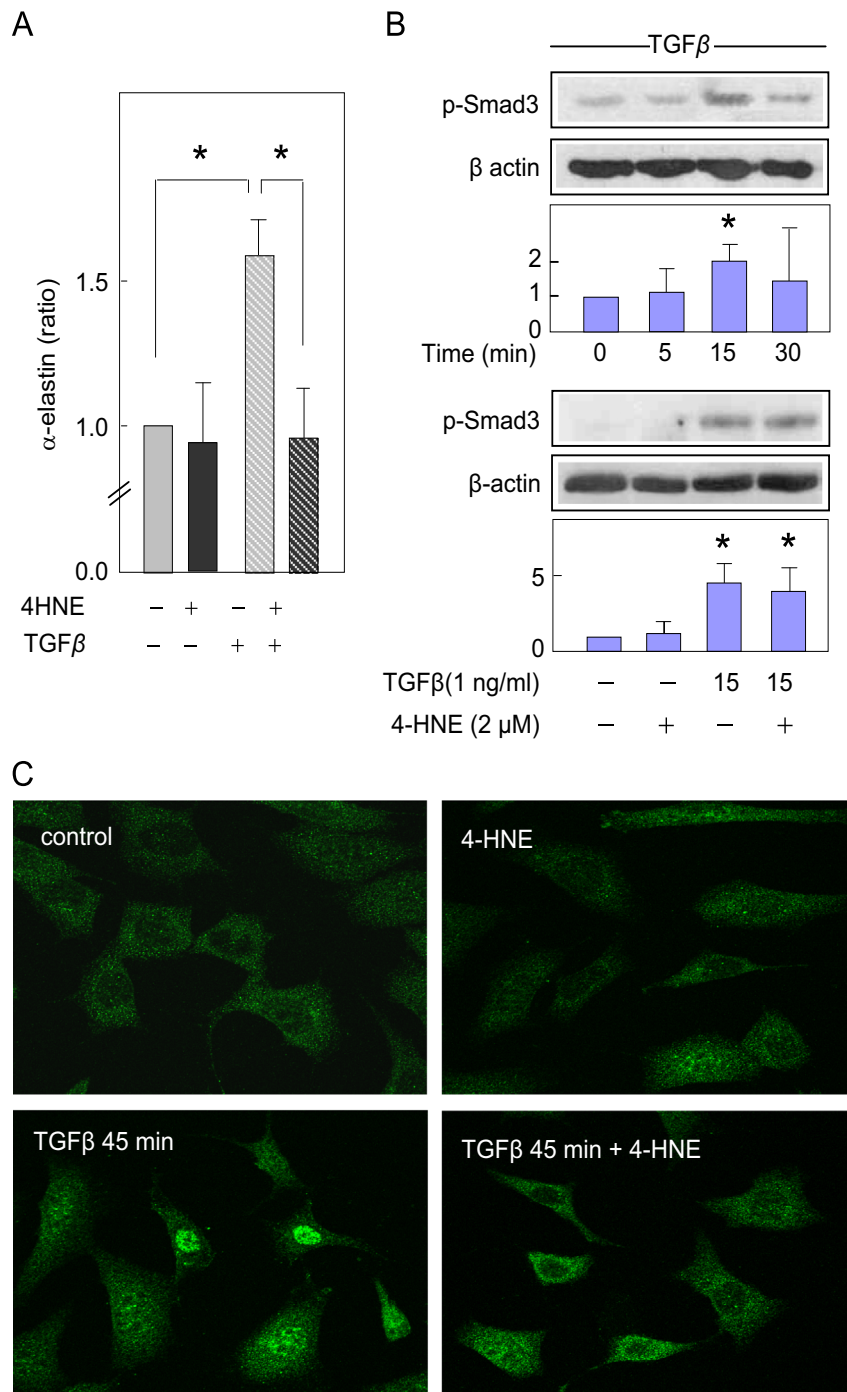 A
*
*
α-elastin (ratio)
1.5
1.0
0.0
4HNE − + − +
TGFβ − − + +
B
TGFβ
p-Smad3
β actin
*
2
1
0
Time (min) 0 5 15 30
p-Smad3
β-actin
* *
5
0
TGFβ(1 ng/ml) − − 15 15
4-HNE (2 µM) − + − +
C
control
4-HNE
TGFβ 45 min
TGFβ 45 min + 4-HNE